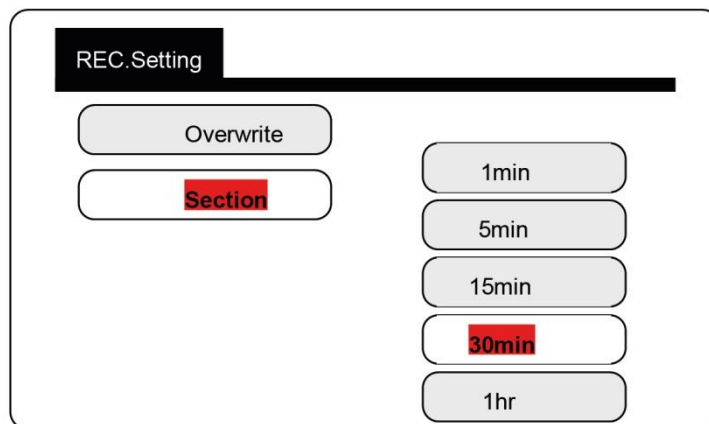 REC.Setting
Overwrite
Section
1min
5min
15min
30min
1hr